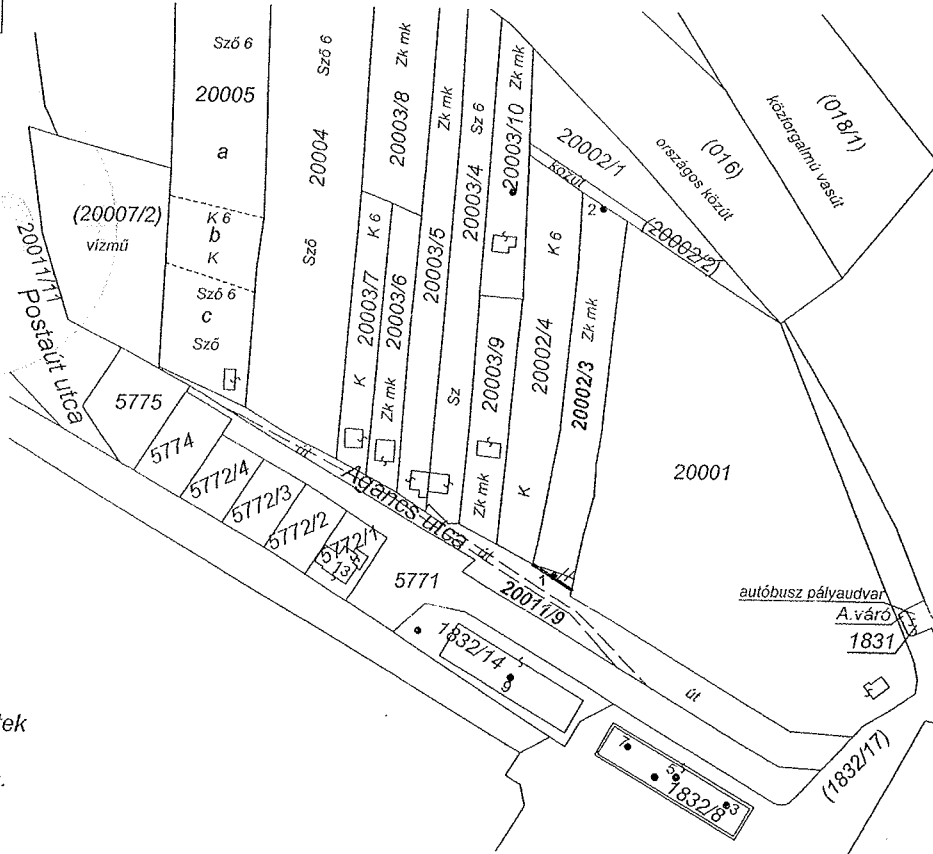 Sző 6
20005
a
K 6
b
K
Sző 6
c
Sző
Sző 6
20004
Sző
Zk mk
20003/8
K 6
20003/7
K
20003/6
Zk mk
Zk mk
20003/5
Sz 6
20003/4
Sz
Zk mk
20003/10
20003/9
Zk mk
K 6
20002/4
K
Zk mk
20002/3
20002/1
közút
2
(20002/2)
(016)
országos közút
(018/1)
közforgalmú vasút
(20007/2)
vízmű
20011/11
Postaút utca
5775
5774
5772/4
5772/3
5772/2
5772/1
13
5771
út
Agancs utca
út
20011/9
1
20001
autóbusz pályaudvar
A.váró
1831
út
(1832/17)
1832/14
9
7
5
1832/8
3
tek